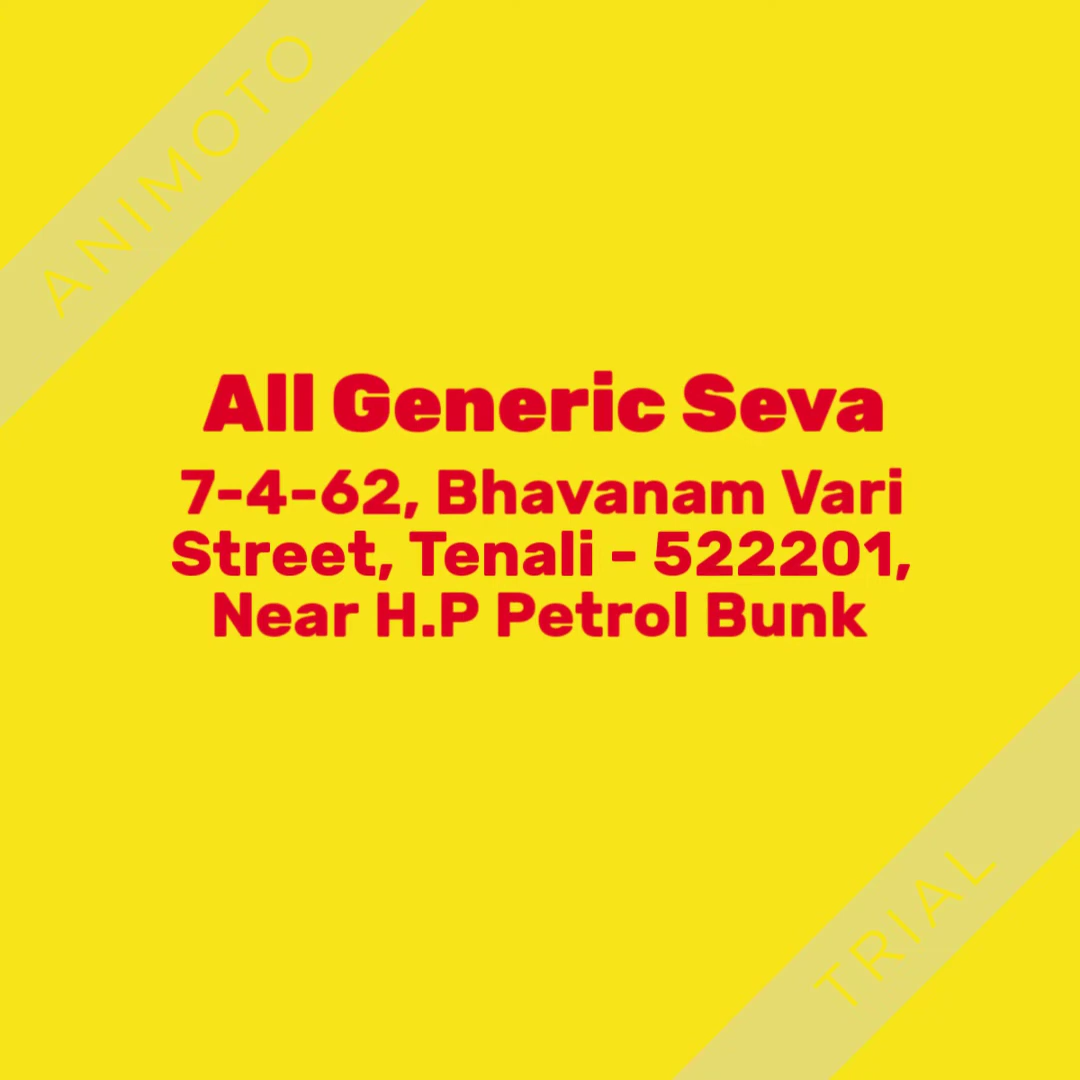 ANIMOTO
All Generic Seva
7-4-62, Bhavanam Vari
Street, Tenali - 522201,
Near H.P Petrol Bunk
TRIAL